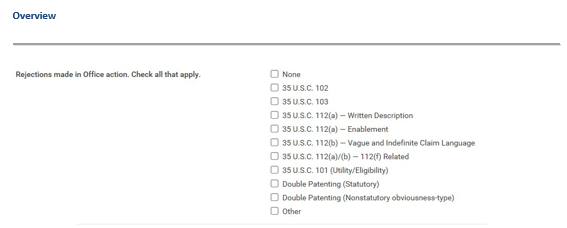 Overview
Rejections made in Office action. Check all that apply.
None
35 U.S.C. 102
35 U.S.C. 103
35 U.S.C. 112(a) — Written Description
35 U.S.C. 112(a) — Enablement
35 U.S.C. 112(b) — Vague and Indefinite Claim Language
35 U.S.C. 112(a)/(b) — 112(f) Related
35 U.S.C. 101 (Utility/Eligibility)
Double Patenting (Statutory)
Double Patenting (Nonstatutory obviousness-type)
Other